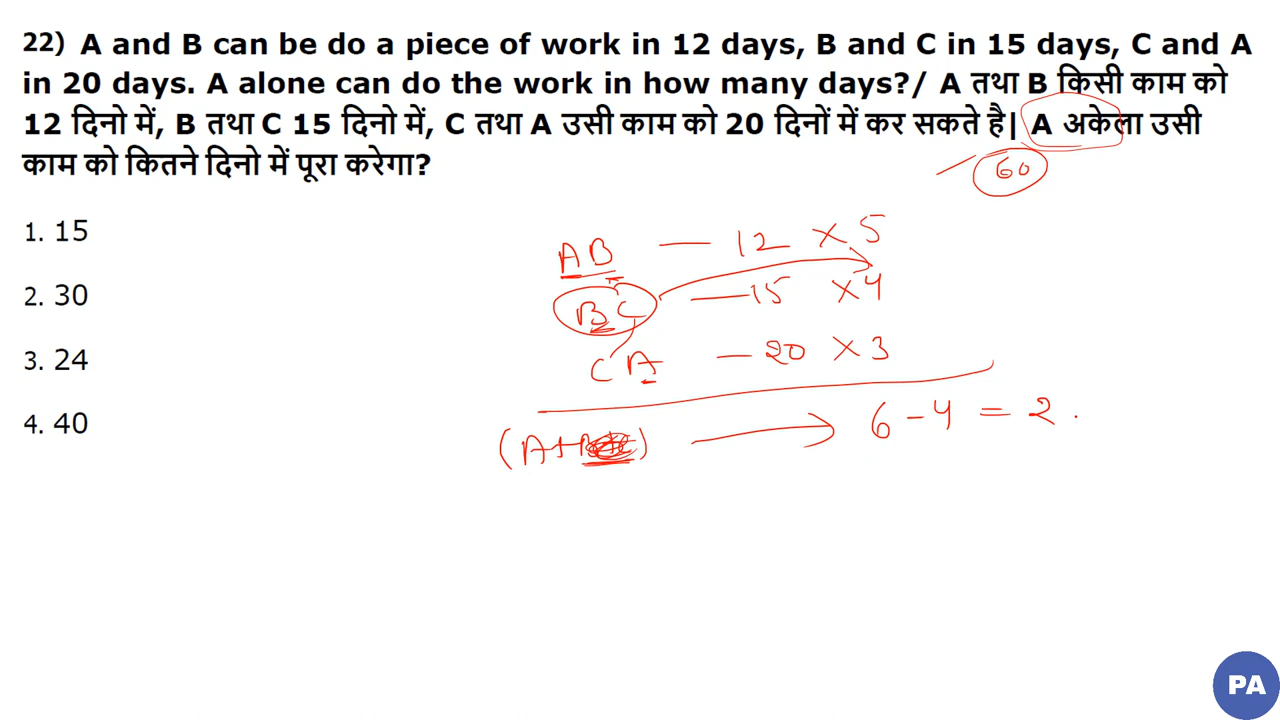 22) A and B can be do a piece of work in 12 days, B and C in 15 days, C and A
in 20 days. A alone can do the work in how many days?/ A तथा B किसी काम को
12 दिनो में, B तथा C 15 दिनो में, C तथा A उसी काम को 20 दिनों में कर सकते है| A अकेला उसी
काम को कितने दिनो में पूरा करेगा?
60
1. 15
AB — 12 × 5
2. 30
BC — 15 × 4
3. 24
CA — 20 × 3
4. 40
(A+ ) → 6 - 4 = 2 .
PA